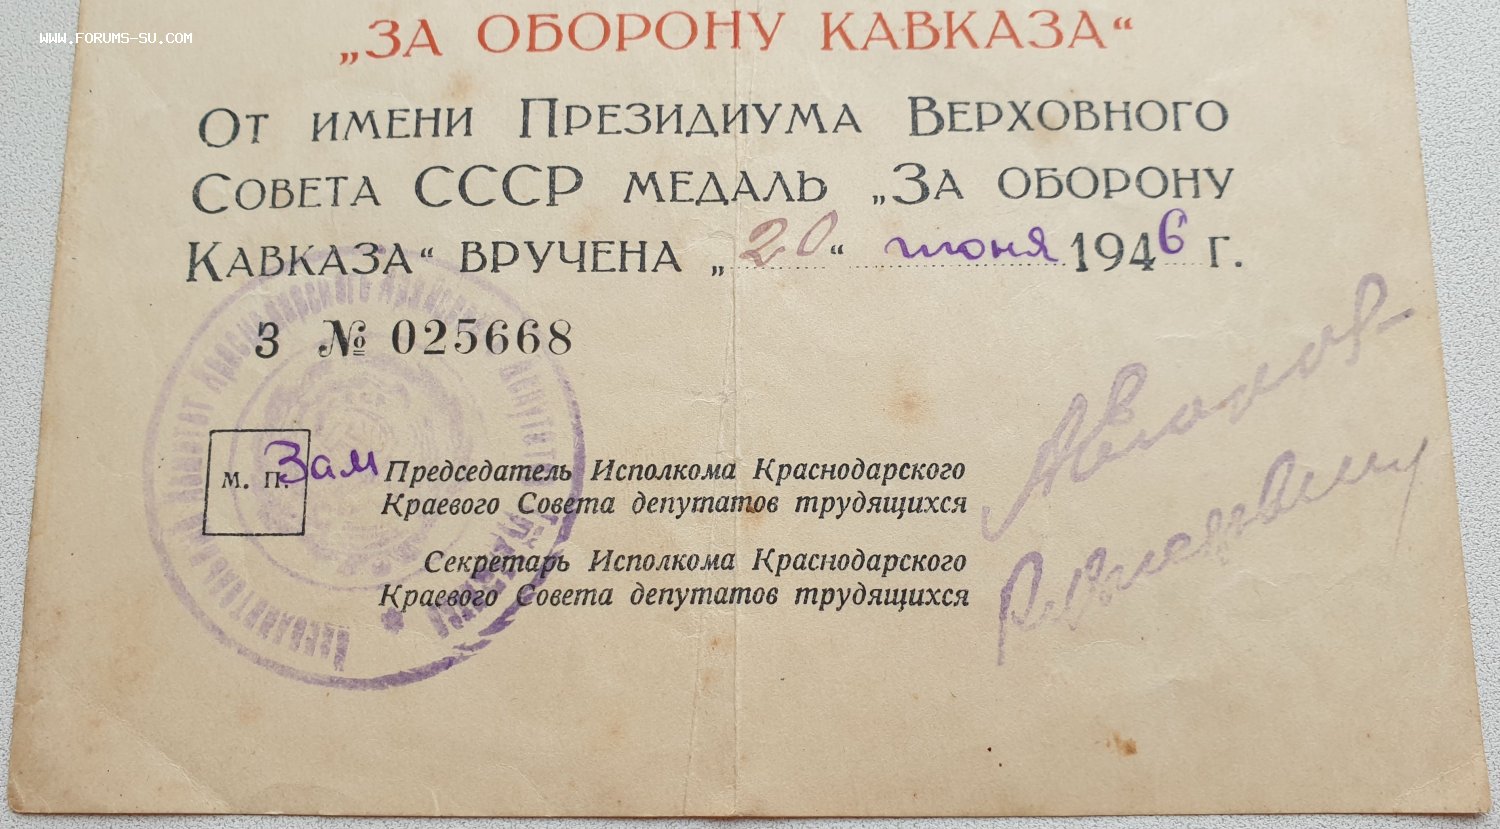 WWW.FORUMS-SU.COM
„ЗА ОБОРОНУ КАВКАЗА“
От имени Президиума Верховного
Совета СССР медаль „За оборону
Кавказа“ вручена „20“ июня 1946 г.
З № 025668
м. п.
Зам Председатель Исполкома Краснодарского
Краевого Совета депутатов трудящихся
Секретарь Исполкома Краснодарского
Краевого Совета депутатов трудящихся